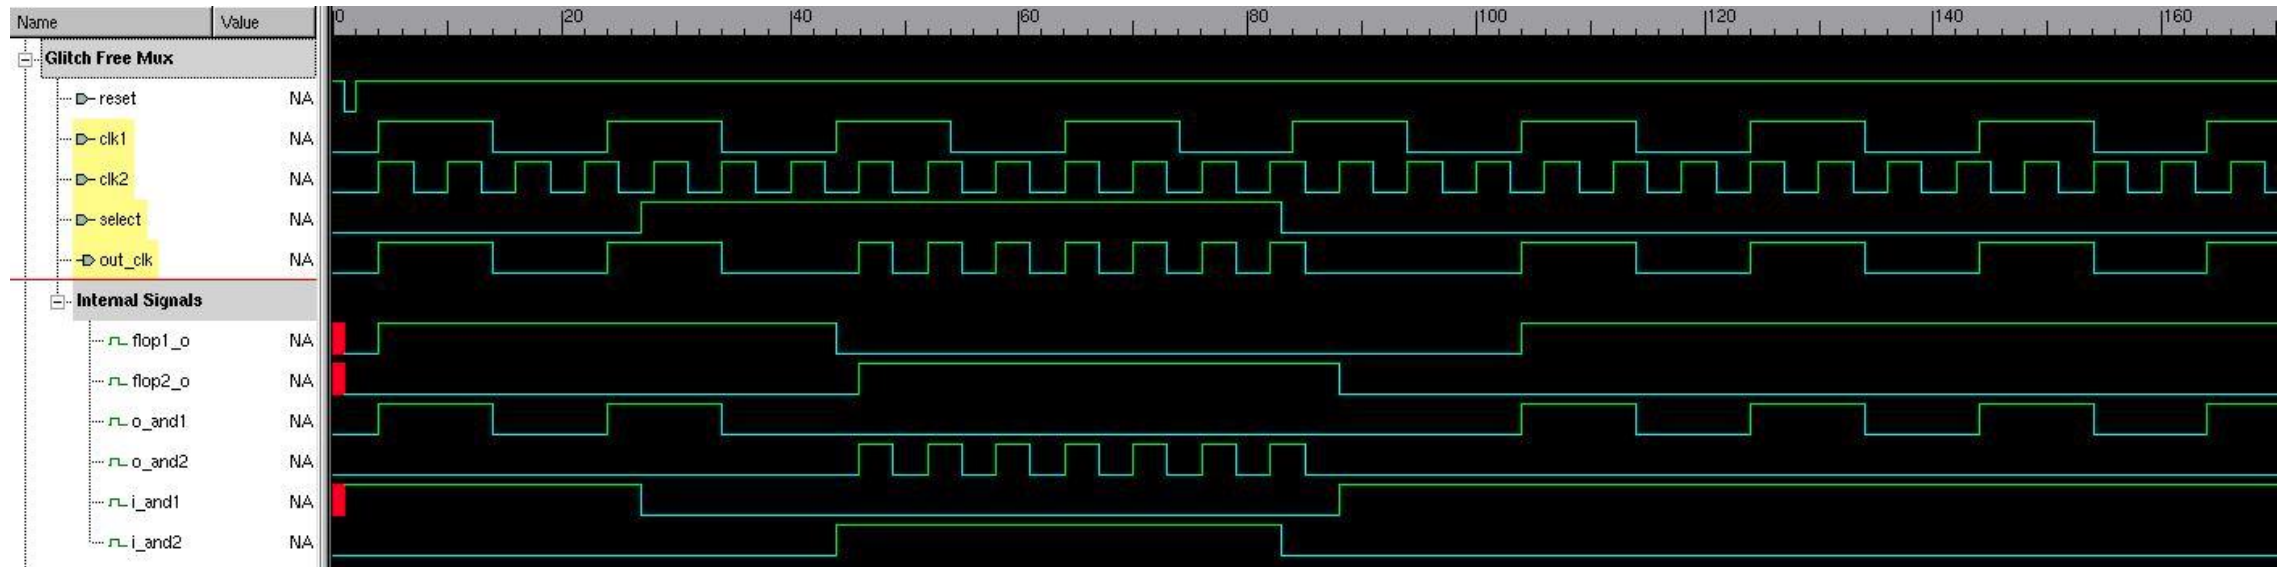 Name Value 0 20 40 60 80 100 120 140 160
Glitch Free Mux
reset NA
clk1 NA
clk2 NA
select NA
out_clk NA
Internal Signals
flop1_o NA
flop2_o NA
o_and1 NA
o_and2 NA
i_and1 NA
i_and2 NA